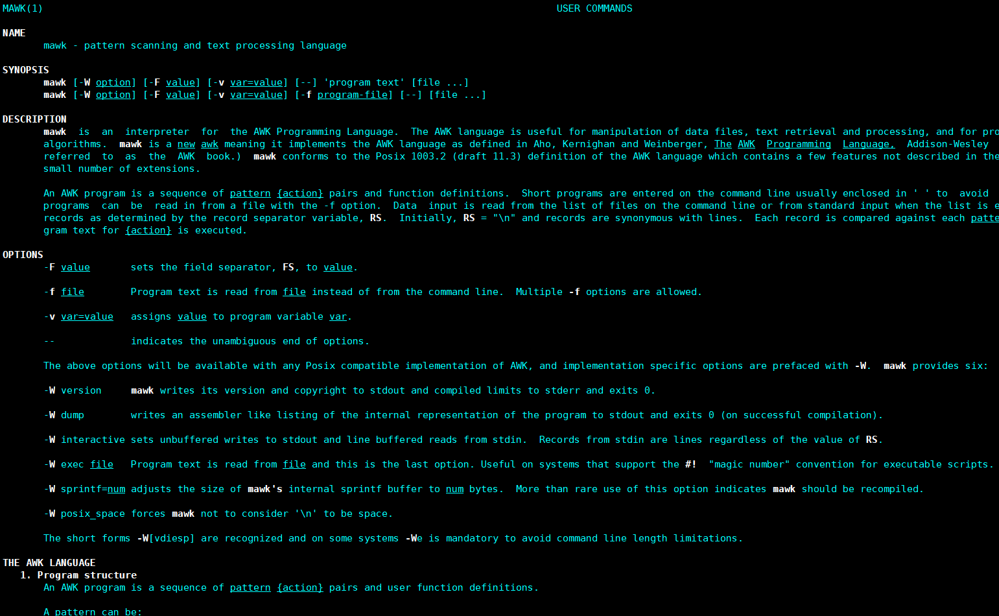 MAWK(1) USER COMMANDS
NAME
mawk - pattern scanning and text processing language
SYNOPSIS
mawk [-W option] [-F value] [-v var=value] [--] 'program text' [file ...]
mawk [-W option] [-F value] [-v var=value] [-f program-file] [--] [file ...]
DESCRIPTION
mawk is an interpreter for the AWK Programming Language. The AWK language is useful for manipulation of data files, text retrieval and processing, and for pro
algorithms. mawk is a new awk meaning it implements the AWK language as defined in Aho, Kernighan and Weinberger, The AWK Programming Language, Addison-Wesley
referred to as the AWK book.) mawk conforms to the Posix 1003.2 (draft 11.3) definition of the AWK language which contains a few features not described in the
small number of extensions.
An AWK program is a sequence of pattern {action} pairs and function definitions. Short programs are entered on the command line usually enclosed in ' ' to avoid
programs can be read in from a file with the -f option. Data input is read from the list of files on the command line or from standard input when the list is e
records as determined by the record separator variable, RS. Initially, RS = "\n" and records are synonymous with lines. Each record is compared against each patte
gram text for {action} is executed.
OPTIONS
-F value sets the field separator, FS, to value.
-f file Program text is read from file instead of from the command line. Multiple -f options are allowed.
-v var=value assigns value to program variable var.
-- indicates the unambiguous end of options.
The above options will be available with any Posix compatible implementation of AWK, and implementation specific options are prefaced with -W. mawk provides six:
-W version mawk writes its version and copyright to stdout and compiled limits to stderr and exits 0.
-W dump writes an assembler like listing of the internal representation of the program to stdout and exits 0 (on successful compilation).
-W interactive sets unbuffered writes to stdout and line buffered reads from stdin. Records from stdin are lines regardless of the value of RS.
-W exec file Program text is read from file and this is the last option. Useful on systems that support the #! "magic number" convention for executable scripts.
-W sprintf=num adjusts the size of mawk's internal sprintf buffer to num bytes. More than rare use of this option indicates mawk should be recompiled.
-W posix_space forces mawk not to consider '\n' to be space.
The short forms -W[vdiesp] are recognized and on some systems -We is mandatory to avoid command line length limitations.
THE AWK LANGUAGE
1. Program structure
An AWK program is a sequence of pattern {action} pairs and user function definitions.
A pattern can be: